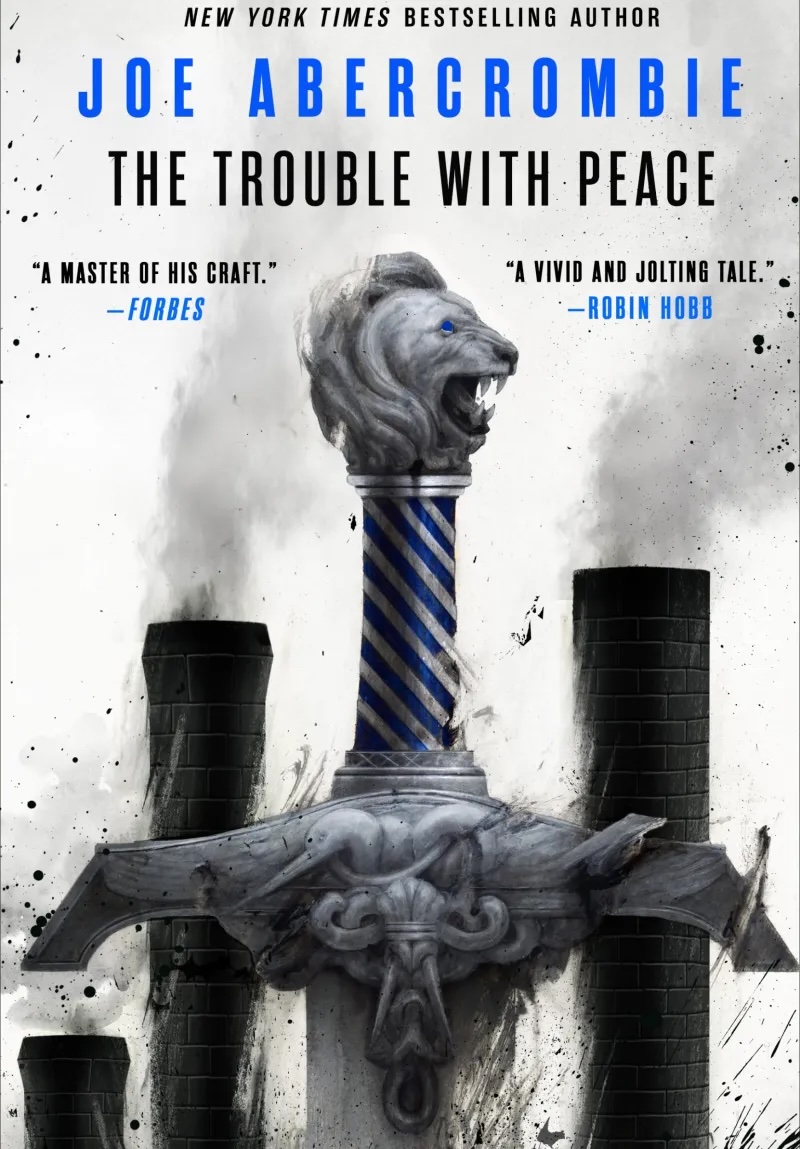 NEW YORK TIMES BESTSELLING AUTHOR
JOE ABERCROMBIE
THE TROUBLE WITH PEACE
“A MASTER OF HIS CRAFT.”
—FORBES
“A VIVID AND JOLTING TALE.”
—ROBIN HOBB